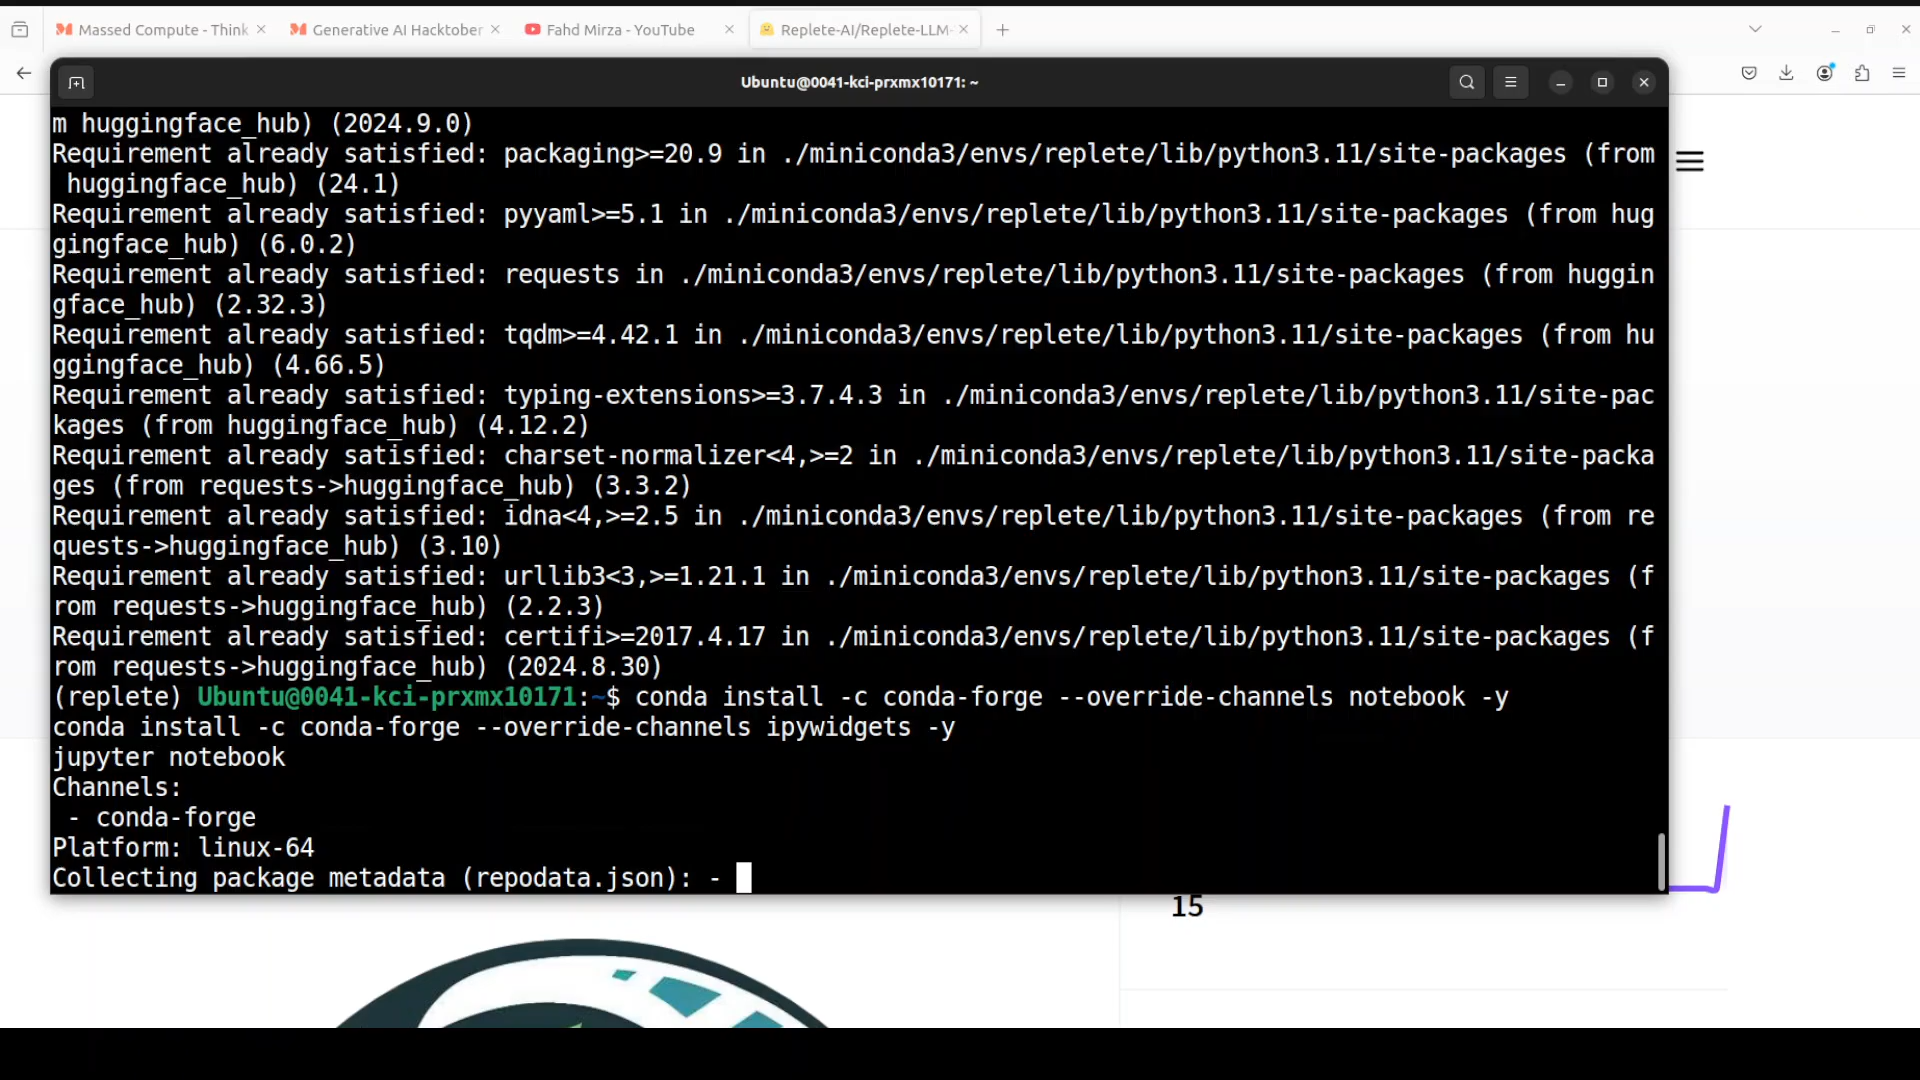 Massed Compute - Think
Generative AI Hacktober
Fahd Mirza - YouTube
Replete-AI/Replete-LLM-
Ubuntu@0041-kci-prxmx10171: ~
m huggingface_hub) (2024.9.0)
Requirement already satisfied: packaging>=20.9 in ./miniconda3/envs/replete/lib/python3.11/site-packages (from
 huggingface_hub) (24.1)
Requirement already satisfied: pyyaml>=5.1 in ./miniconda3/envs/replete/lib/python3.11/site-packages (from hug
gingface_hub) (6.0.2)
Requirement already satisfied: requests in ./miniconda3/envs/replete/lib/python3.11/site-packages (from huggin
gface_hub) (2.32.3)
Requirement already satisfied: tqdm>=4.42.1 in ./miniconda3/envs/replete/lib/python3.11/site-packages (from hu
ggingface_hub) (4.66.5)
Requirement already satisfied: typing-extensions>=3.7.4.3 in ./miniconda3/envs/replete/lib/python3.11/site-pac
kages (from huggingface_hub) (4.12.2)
Requirement already satisfied: charset-normalizer<4,>=2 in ./miniconda3/envs/replete/lib/python3.11/site-packa
ges (from requests->huggingface_hub) (3.3.2)
Requirement already satisfied: idna<4,>=2.5 in ./miniconda3/envs/replete/lib/python3.11/site-packages (from re
quests->huggingface_hub) (3.10)
Requirement already satisfied: urllib3<3,>=1.21.1 in ./miniconda3/envs/replete/lib/python3.11/site-packages (f
rom requests->huggingface_hub) (2.2.3)
Requirement already satisfied: certifi>=2017.4.17 in ./miniconda3/envs/replete/lib/python3.11/site-packages (f
rom requests->huggingface_hub) (2024.8.30)
(replete) Ubuntu@0041-kci-prxmx10171:~$ conda install -c conda-forge --override-channels notebook -y
conda install -c conda-forge --override-channels ipywidgets -y
jupyter notebook
Channels:
 - conda-forge
Platform: linux-64
Collecting package metadata (repodata.json): -
15